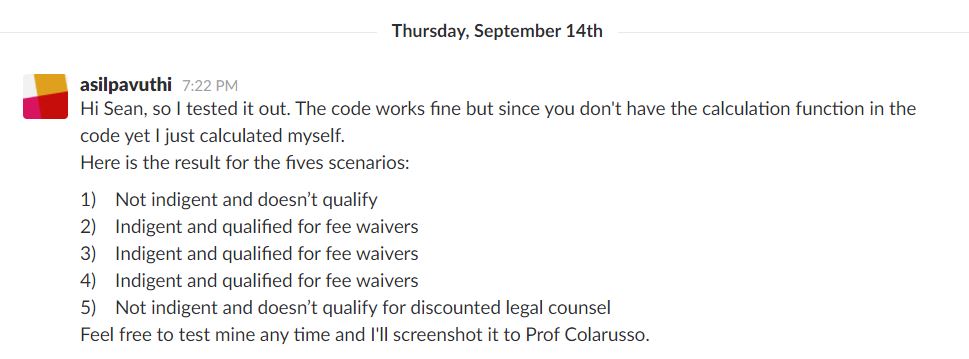 Thursday, September 14th
asilpavuthi 7:22 PM
Hi Sean, so I tested it out. The code works fine but since you don't have the calculation function in the
code yet I just calculated myself.
Here is the result for the fives scenarios:
1) Not indigent and doesn’t qualify
2) Indigent and qualified for fee waivers
3) Indigent and qualified for fee waivers
4) Indigent and qualified for fee waivers
5) Not indigent and doesn’t qualify for discounted legal counsel
Feel free to test mine any time and I'll screenshot it to Prof Colarusso.